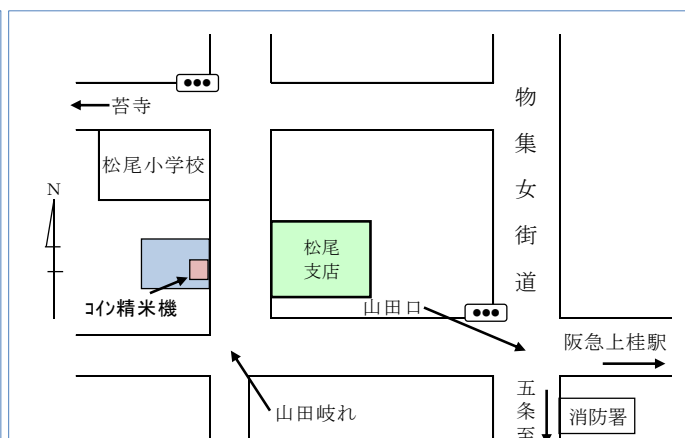 苔寺
松尾小学校
N
物集女街道
松尾
支店
コイン精米機
山田口
阪急上桂駅
山田岐れ
五条至
消防署